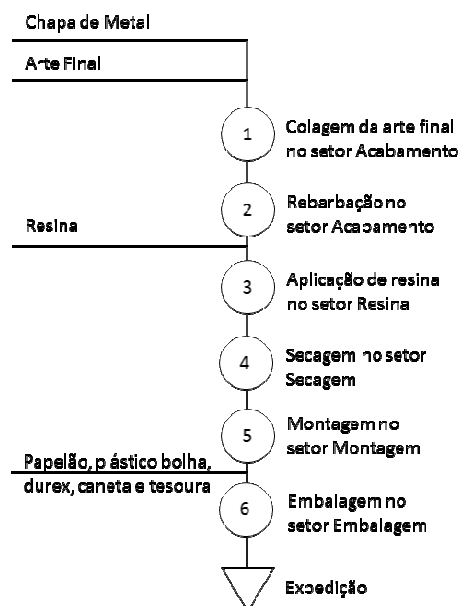 Chapa de Metal
Arte Final
1
Colagem da arte final
no setor Acabamento
2
Rebarbação no
setor Acabamento
Resina
3
Aplicação de resina
no setor Resina
4
Secagem no setor
Secagem
5
Montagem no
setor Montagem
Papelão, plástico bolha,
durex, caneta e tesoura
6
Embalagem no
setor Embalagem
Expedição